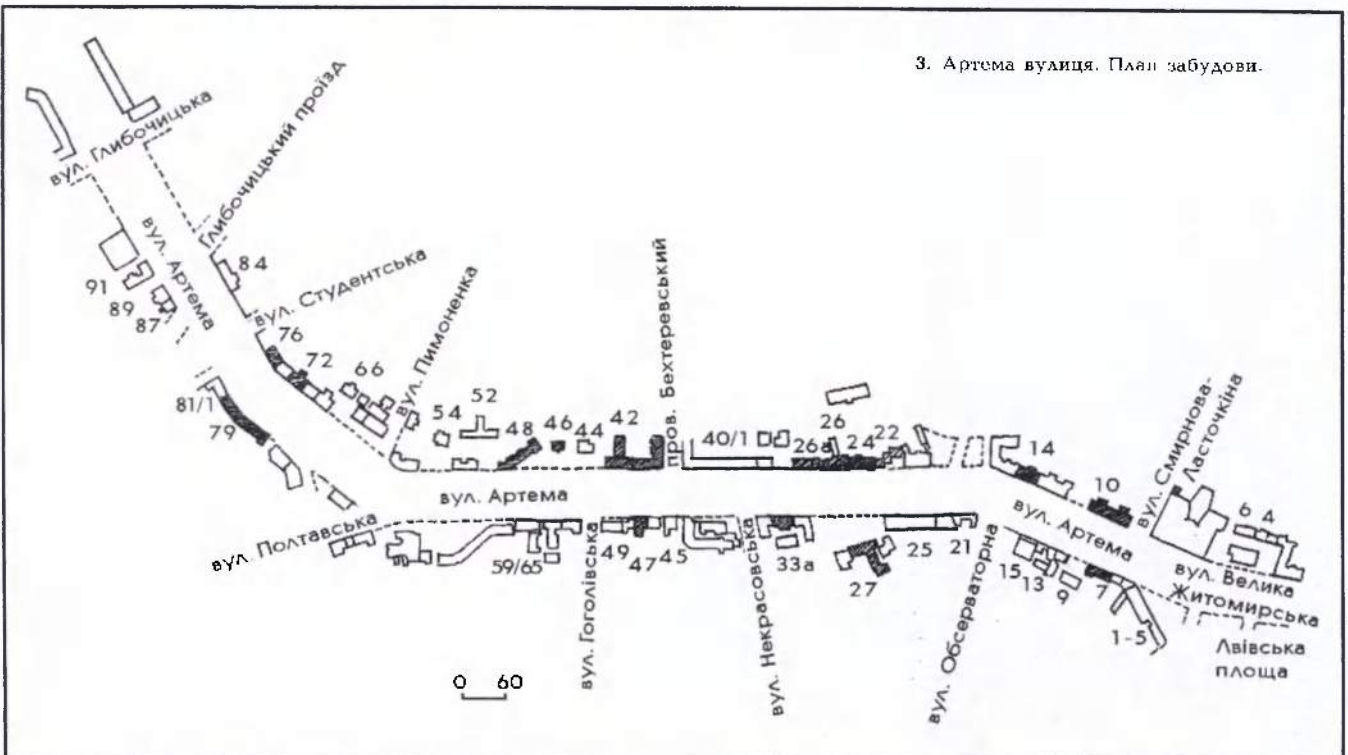 3. Артема вулиця. План забудови.
вул. Глибочицька
Глибочицький проїзд
вул. Артема
84
91
89
87
вул. Студентська
76
72
66
вул. Пимоненка
81/1
79
54
52
48
46
44
42
пров. Бехтеревський
40/1
26
26а
24
22
14
10
вул. Смирнова-
Ласточкіна
6
4
вул. Артема
вул. Артема
вул. Велика
Житомирська
Львівська
площа
вул. Полтавська
59/65
вул. Гоголівська
49
47
45
вул. Некрасовська
33а
27
25
21
вул. Обсерваторна
15
13
9
7
1-5
0 60